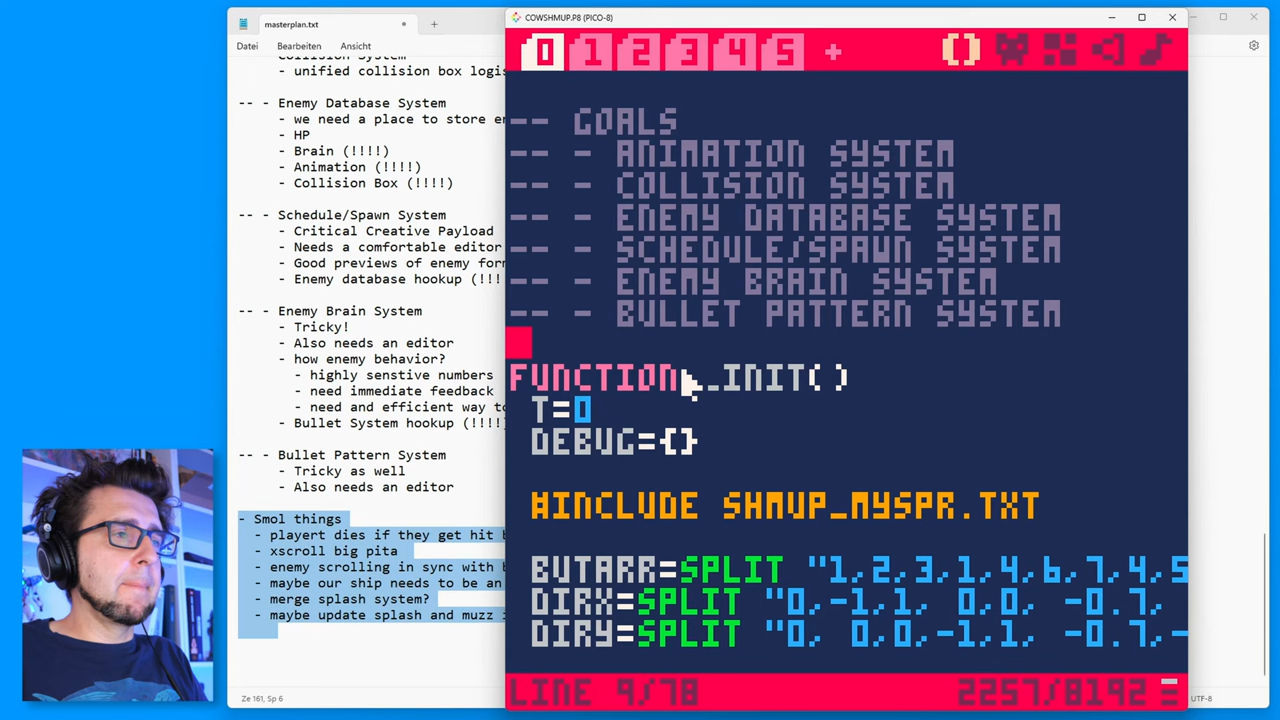 masterplan.txt
Datei Bearbeiten Ansicht
Collision System
- unified collision box logis
-- - Enemy Database System
- we need a place to store en
- HP
- Brain (!!!!)
- Animation (!!!!)
- Collision Box (!!!!)
-- - Schedule/Spawn System
- Critical Creative Payload
- Needs a comfortable editor
- Good previews of enemy for
- Enemy database hookup (!!!
-- - Enemy Brain System
- Tricky!
- Also needs an editor
- how enemy behavior?
- highly senstive numbers
- need immediate feedback
- need and efficient way to
- Bullet System hookup (!!!!)
-- - Bullet Pattern System
- Tricky as well
- Also needs an editor
- Smol things
- playert dies if they get hit
- xscroll big pita
- enemy scrolling in sync with b
- maybe our ship needs to be an
- merge splash system?
- maybe update splash and muzz
Ze 161, Sp 6
UTF-8
COWSHMUP.P8 (PICO-8)
0 1 2 3 4 5 + ()
-- GOALS
-- - ANIMATION SYSTEM
-- - COLLISION SYSTEM
-- - ENEMY DATABASE SYSTEM
-- - SCHEDULE/SPAWN SYSTEM
-- - ENEMY BRAIN SYSTEM
-- - BULLET PATTERN SYSTEM
FUNCTION _INIT()
T=0
DEBUG={}
#INCLUDE SHMUP_MYSPR.TXT
BUTARR=SPLIT "1,2,3,1,4,6,7,4,5
DIRX=SPLIT "0,-1,1, 0,0, -0.7,
DIRY=SPLIT "0, 0,0,-1,1, -0.7,-
LINE 9/78 2257/8192